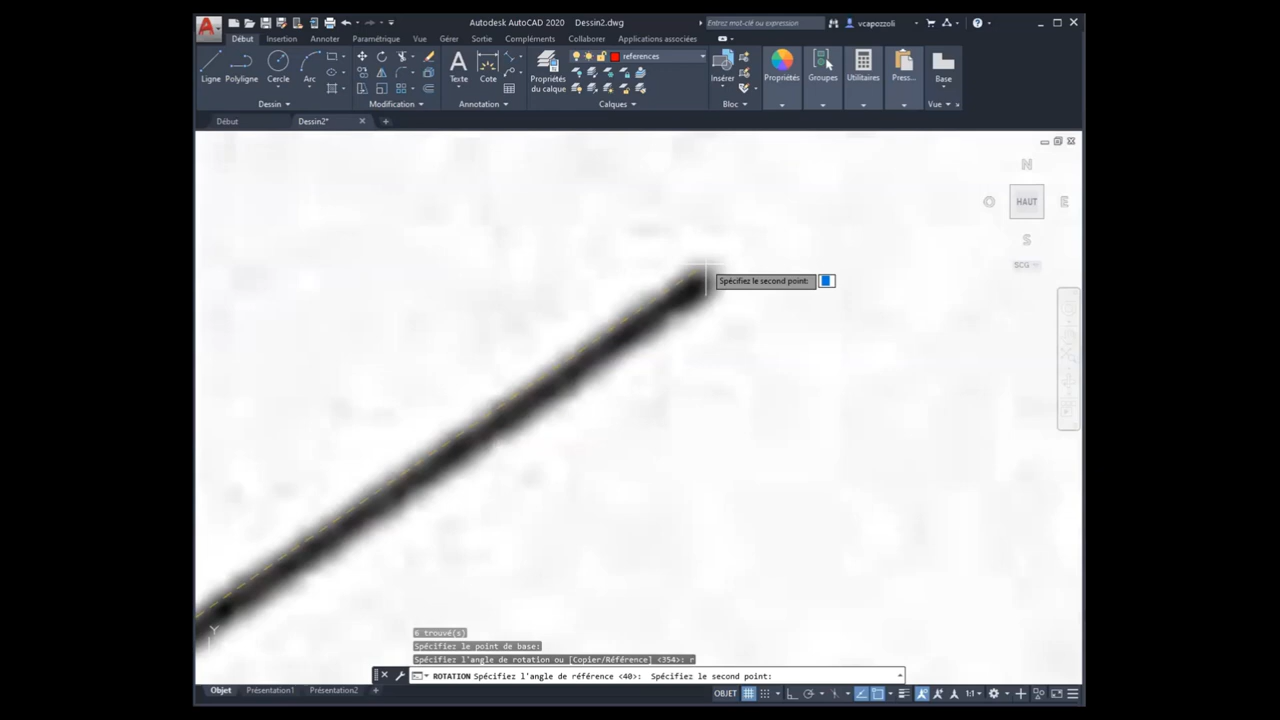 Autodesk AutoCAD 2020 Dessin2.dwg
Entrez mot-clé ou expression
vcapozzoli
Début Insertion Annoter Paramétrique Vue Gérer Sortie Compléments Collaborer Applications associées
references
Ligne Polyligne Cercle Arc
Texte Cote
Propriétés du calque
Insérer
Propriétés Groupes Utilitaires Press... Base
Dessin Modification Annotation Calques Bloc Vue
Début Dessin2*
N
O HAUT E
S
SCG
Spécifiez le second point:
Y
6 trouvé(s)
Spécifiez le point de base:
Spécifiez l'angle de rotation ou [Copier/Référence] <354>: r
ROTATION Spécifiez l'angle de référence <40>: Spécifiez le second point:
Objet Présentation1 Présentation2 +
OBJET 1:1